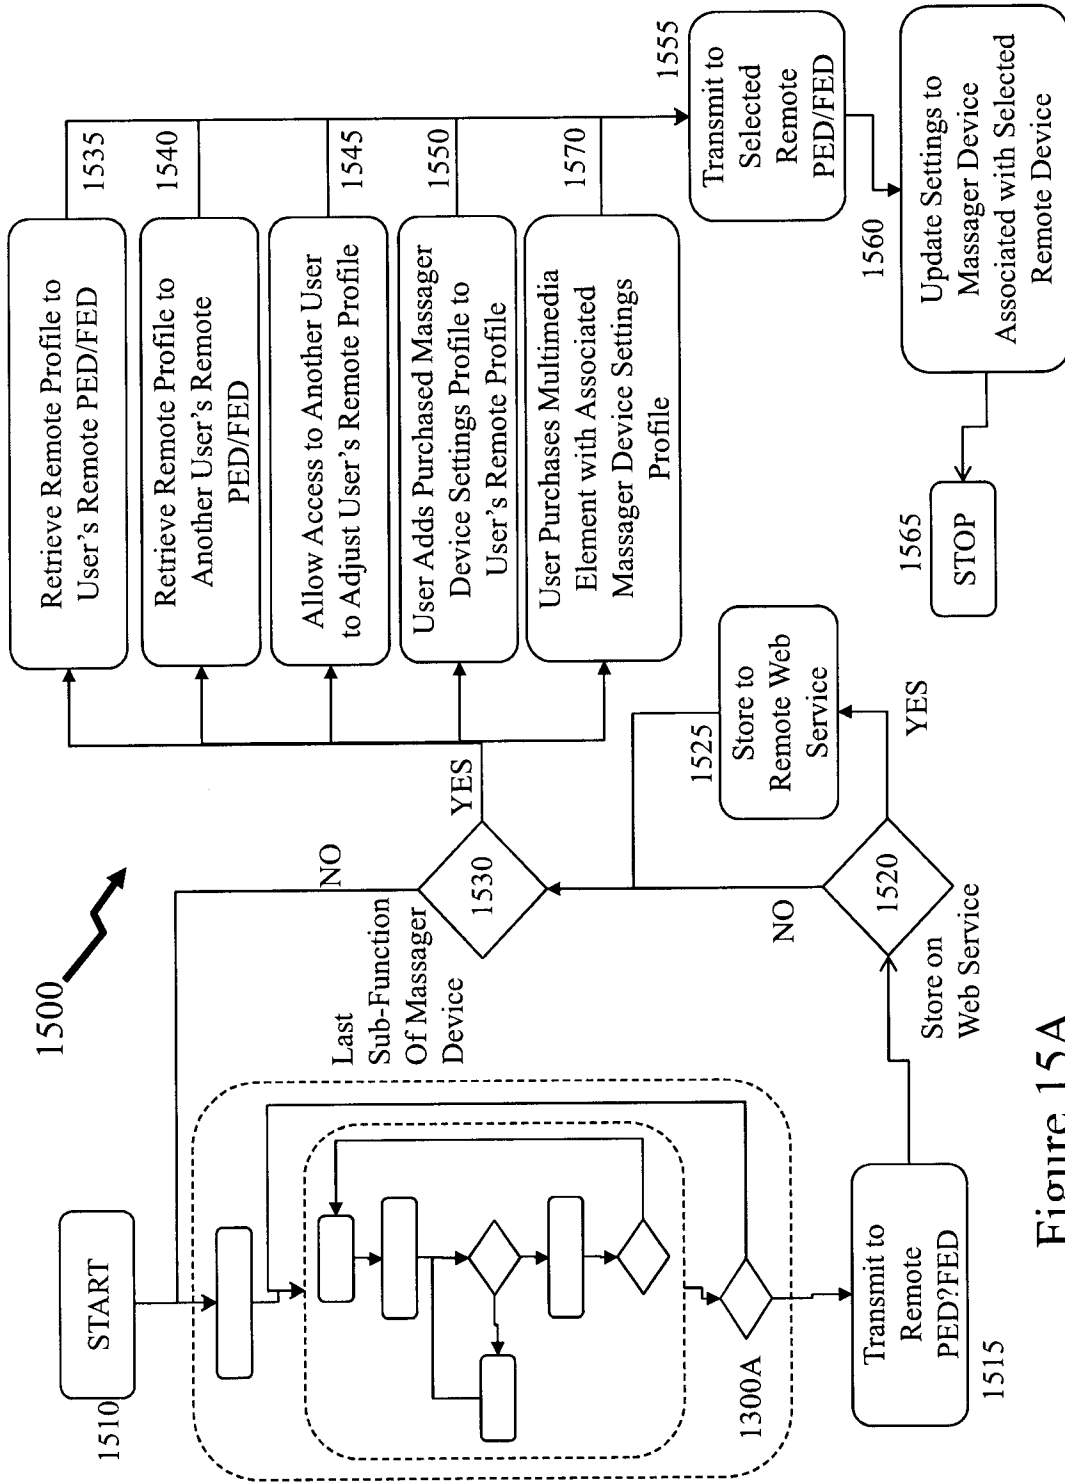 1500
1510
START
1300A
1515
Transmit to
Remote
PED?FED
Store on
Web Service
1520
NO
YES
1525
Store to
Remote Web
Service
Last
Sub-Function
Of Massager
Device
1530
NO
YES
Retrieve Remote Profile to
User's Remote PED/FED
1535
Retrieve Remote Profile to
Another User's Remote
PED/FED
1540
Allow Access to Another User
to Adjust User's Remote Profile
1545
User Adds Purchased Massager
Device Settings Profile to
User's Remote Profile
1550
User Purchases Multimedia
Element with Associated
Massager Device Settings
Profile
1570
1555
Transmit to
Selected
Remote
PED/FED
1560
Update Settings to
Massager Device
Associated with Selected
Remote Device
1565
STOP
Figure 15A